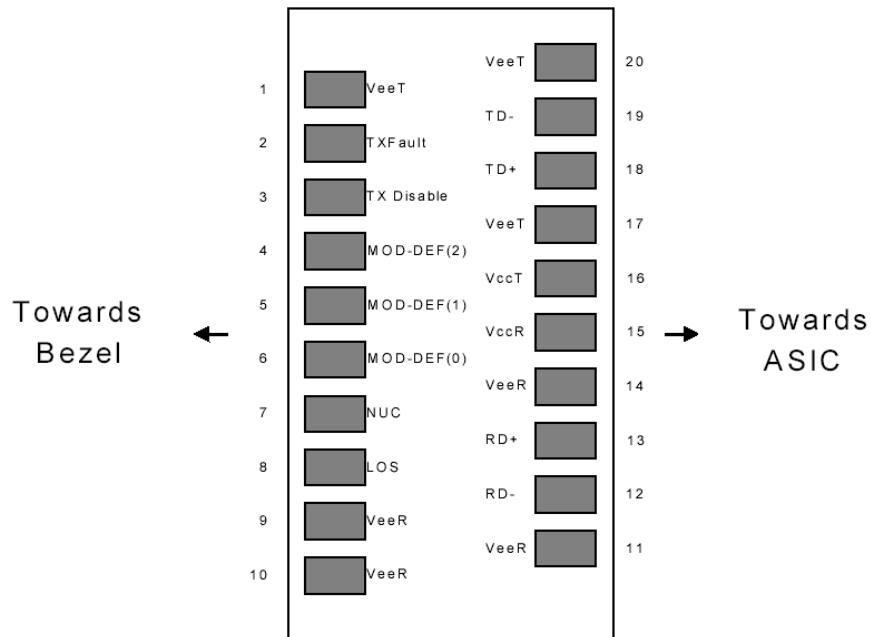 VeeT 20
1 VeeT
TD- 19
2 TXFault
TD+ 18
3 TX Disable
VeeT 17
4 MOD-DEF(2)
VccT 16
5 MOD-DEF(1)
Towards
Bezel
VccR 15
Towards
ASIC
6 MOD-DEF(0)
VeeR 14
7 NUC
RD+ 13
8 LOS
RD- 12
9 VeeR
VeeR 11
10 VeeR